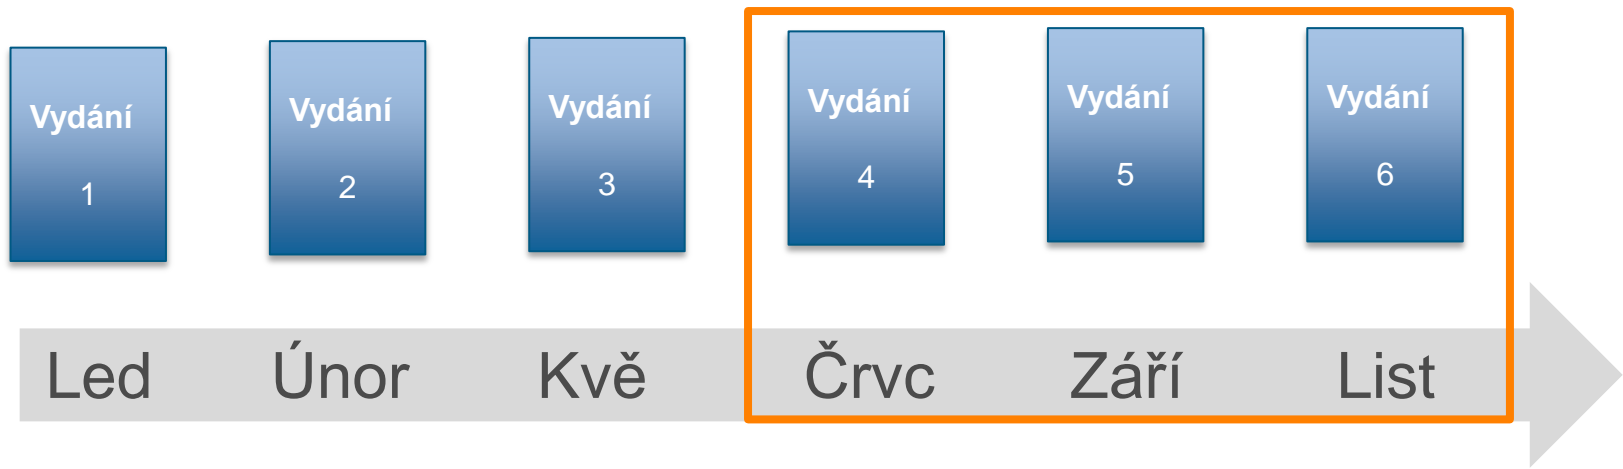 Vydání
1
Vydání
2
Vydání
3
Vydání
4
Vydání
5
Vydání
6
Led Únor Kvě Črvc Září List